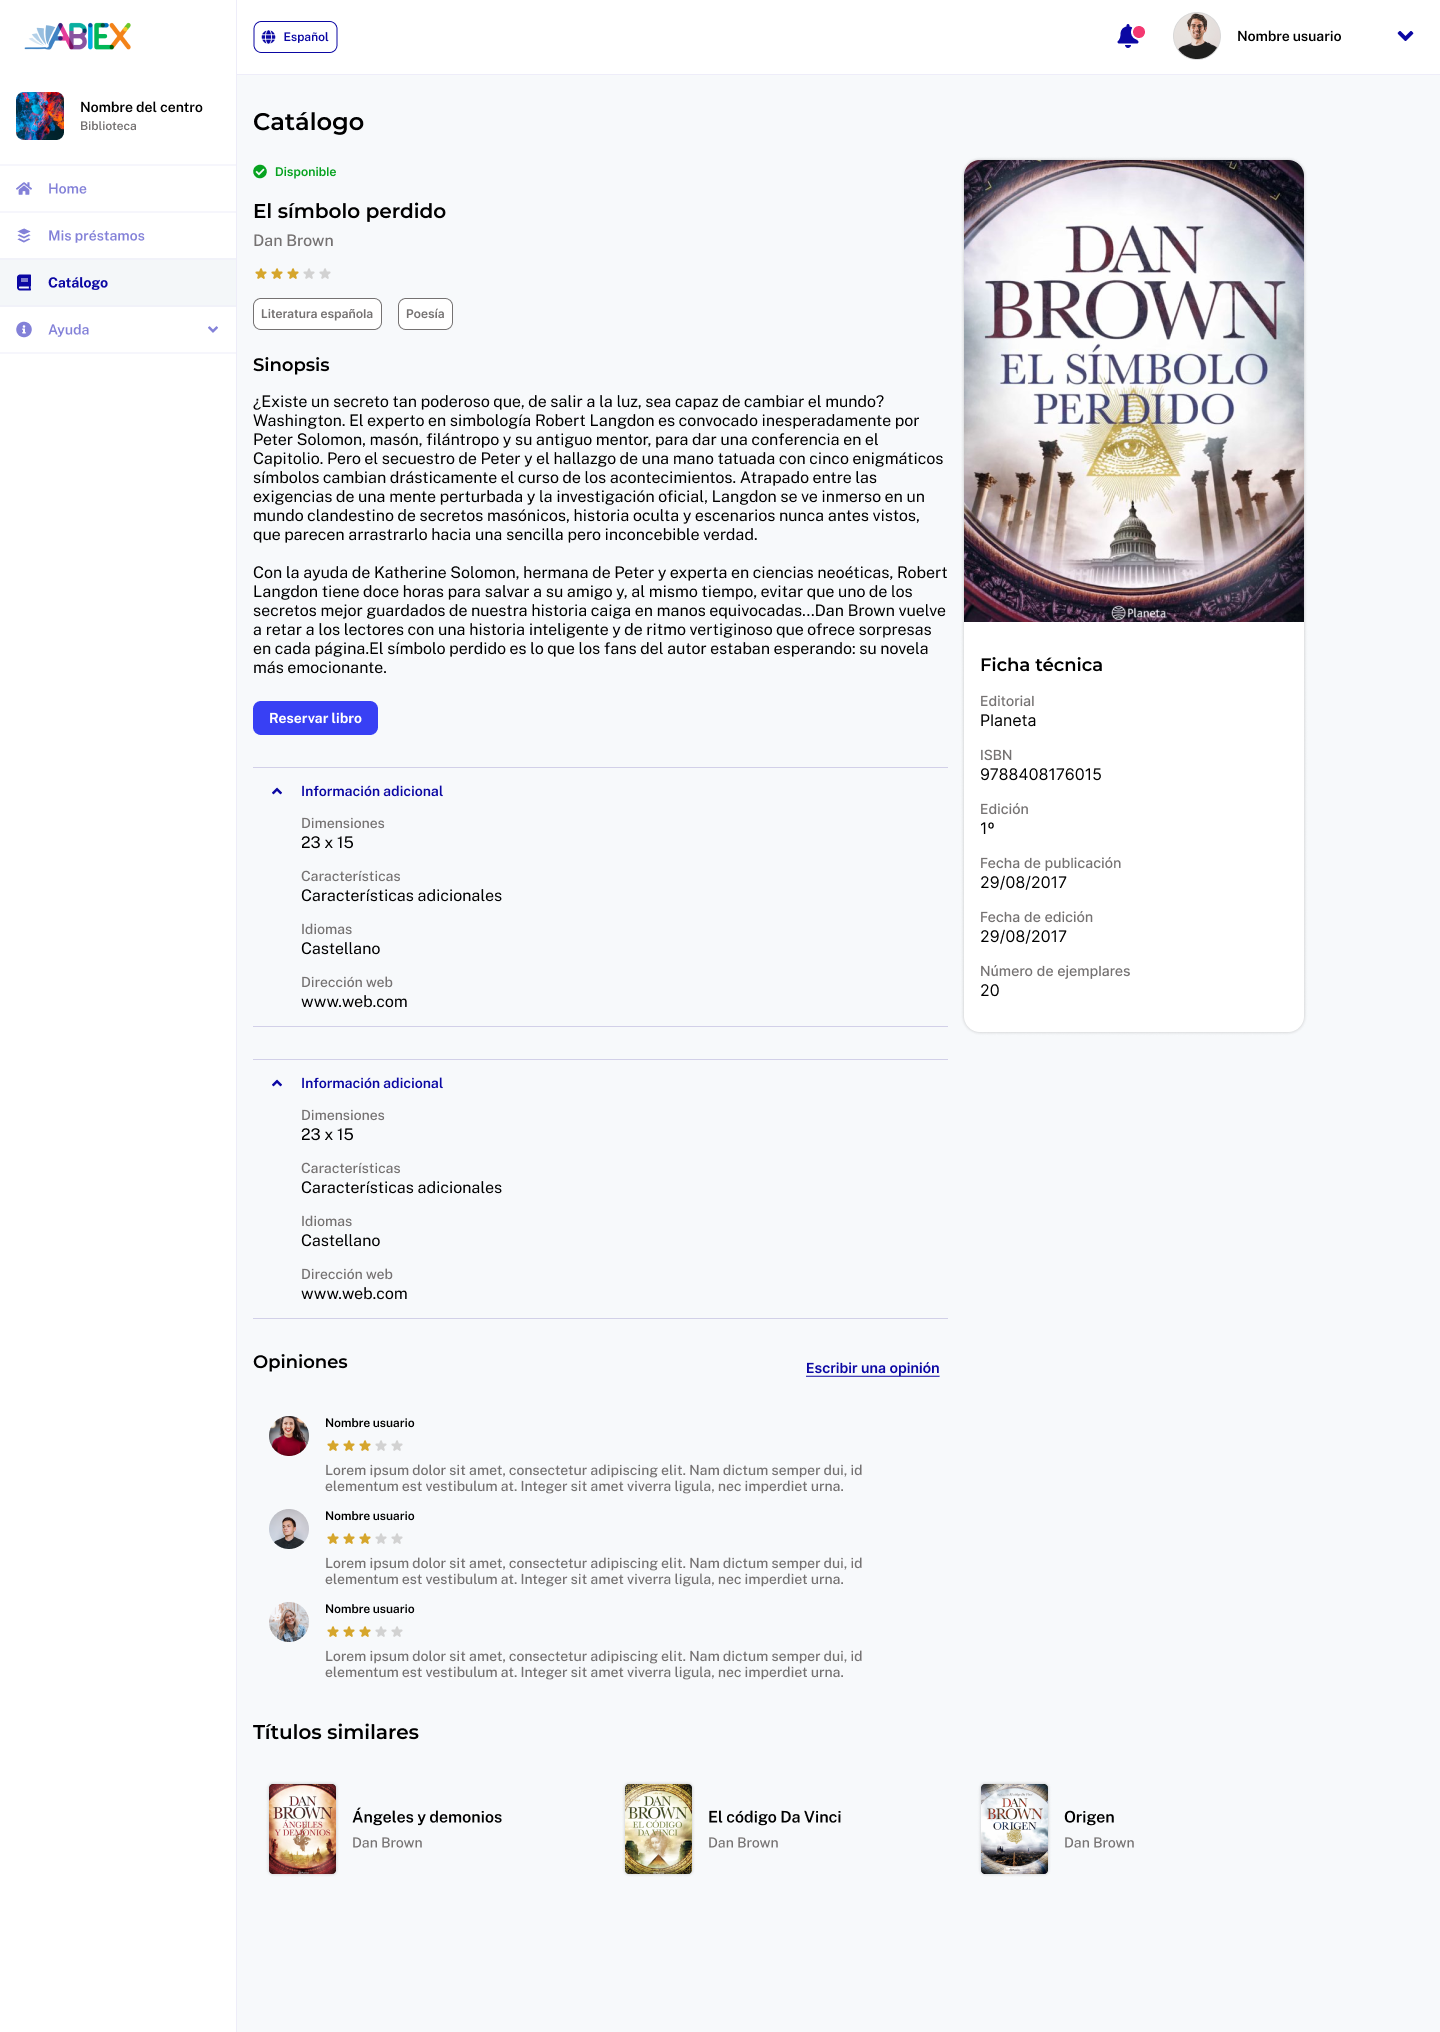 ABIEX
Nombre del centro
Biblioteca
Home
Mis préstamos
Catálogo
Ayuda
Español
Nombre usuario
Catálogo
Disponible
El símbolo perdido
Dan Brown
Literatura española
Poesía
Sinopsis
¿Existe un secreto tan poderoso que, de salir a la luz, sea capaz de cambiar el mundo?
Washington. El experto en simbología Robert Langdon es convocado inesperadamente por
Peter Solomon, masón, filántropo y su antiguo mentor, para dar una conferencia en el
Capitolio. Pero el secuestro de Peter y el hallazgo de una mano tatuada con cinco enigmáticos
símbolos cambian drásticamente el curso de los acontecimientos. Atrapado entre las
exigencias de una mente perturbada y la investigación oficial, Langdon se ve inmerso en un
mundo clandestino de secretos masónicos, historia oculta y escenarios nunca antes vistos,
que parecen arrastrarlo hacia una sencilla pero inconcebible verdad.
Con la ayuda de Katherine Solomon, hermana de Peter y experta en ciencias neoéticas, Robert
Langdon tiene doce horas para salvar a su amigo y, al mismo tiempo, evitar que uno de los
secretos mejor guardados de nuestra historia caiga en manos equivocadas...Dan Brown vuelve
a retar a los lectores con una historia inteligente y de ritmo vertiginoso que ofrece sorpresas
en cada página.El símbolo perdido es lo que los fans del autor estaban esperando: su novela
más emocionante.
Reservar libro
Información adicional
Dimensiones
23 x 15
Características
Características adicionales
Idiomas
Castellano
Dirección web
www.web.com
Información adicional
Dimensiones
23 x 15
Características
Características adicionales
Idiomas
Castellano
Dirección web
www.web.com
DAN
BROWN
EL SÍMBOLO
PERDIDO
Planeta
Ficha técnica
Editorial
Planeta
ISBN
9788408176015
Edición
1º
Fecha de publicación
29/08/2017
Fecha de edición
29/08/2017
Número de ejemplares
20
Opiniones
Escribir una opinión
Nombre usuario
Lorem ipsum dolor sit amet, consectetur adipiscing elit. Nam dictum semper dui, id
elementum est vestibulum at. Integer sit amet viverra ligula, nec imperdiet urna.
Nombre usuario
Lorem ipsum dolor sit amet, consectetur adipiscing elit. Nam dictum semper dui, id
elementum est vestibulum at. Integer sit amet viverra ligula, nec imperdiet urna.
Nombre usuario
Lorem ipsum dolor sit amet, consectetur adipiscing elit. Nam dictum semper dui, id
elementum est vestibulum at. Integer sit amet viverra ligula, nec imperdiet urna.
Títulos similares
DAN
BROWN
ÁNGELES
Y DEMONIOS
Ángeles y demonios
Dan Brown
DAN
BROWN
EL CÓDIGO
DA VINCI
El código Da Vinci
Dan Brown
DAN
BROWN
ORIGEN
Origen
Dan Brown